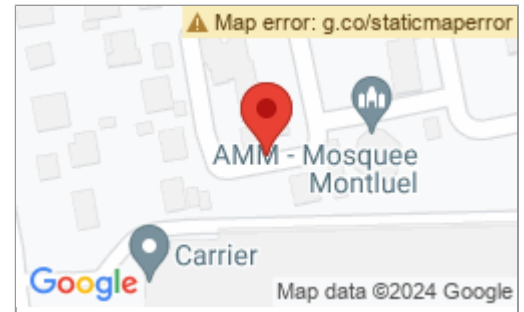 ⚠ Map error: g.co/staticmaperror
AMM - Mosquee
Montluel
Carrier
Google
Map data ©2024 Google